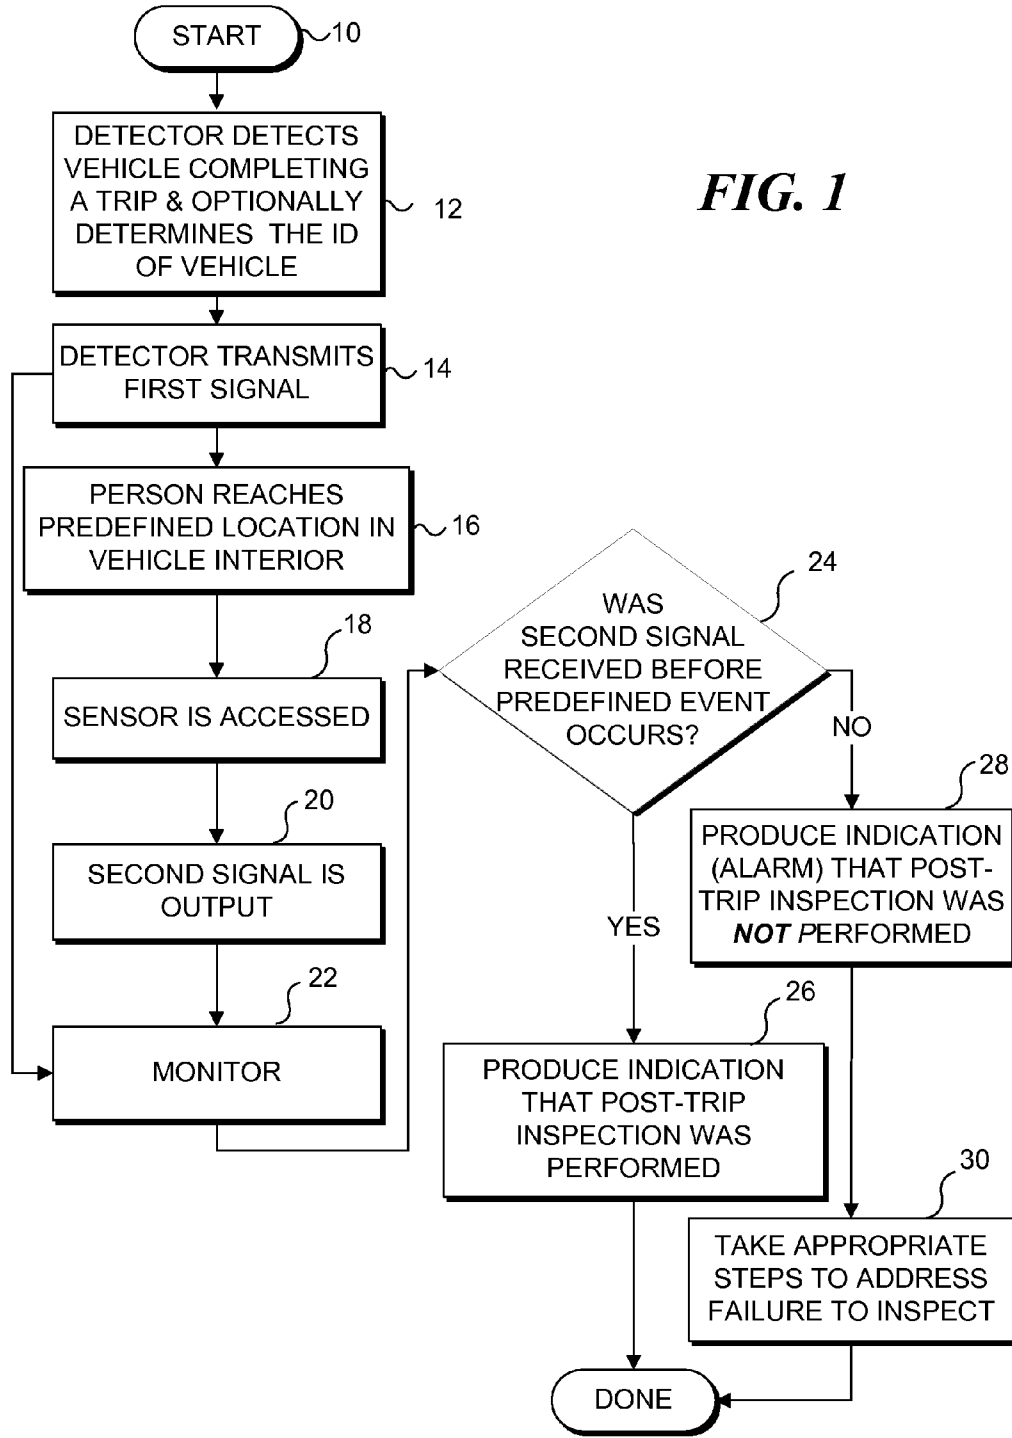 START
10
DETECTOR DETECTS
VEHICLE COMPLETING
A TRIP & OPTIONALLY
DETERMINES THE ID
OF VEHICLE
12
FIG. 1
DETECTOR TRANSMITS
FIRST SIGNAL
14
PERSON REACHES
PREDEFINED LOCATION IN
VEHICLE INTERIOR
16
18
SENSOR IS ACCESSED
20
SECOND SIGNAL IS
OUTPUT
22
MONITOR
24
WAS
SECOND SIGNAL
RECEIVED BEFORE
PREDEFINED EVENT
OCCURS?
NO
YES
28
PRODUCE INDICATION
(ALARM) THAT POST-
TRIP INSPECTION WAS
NOT PERFORMED
26
PRODUCE INDICATION
THAT POST-TRIP
INSPECTION WAS
PERFORMED
30
TAKE APPROPRIATE
STEPS TO ADDRESS
FAILURE TO INSPECT
DONE